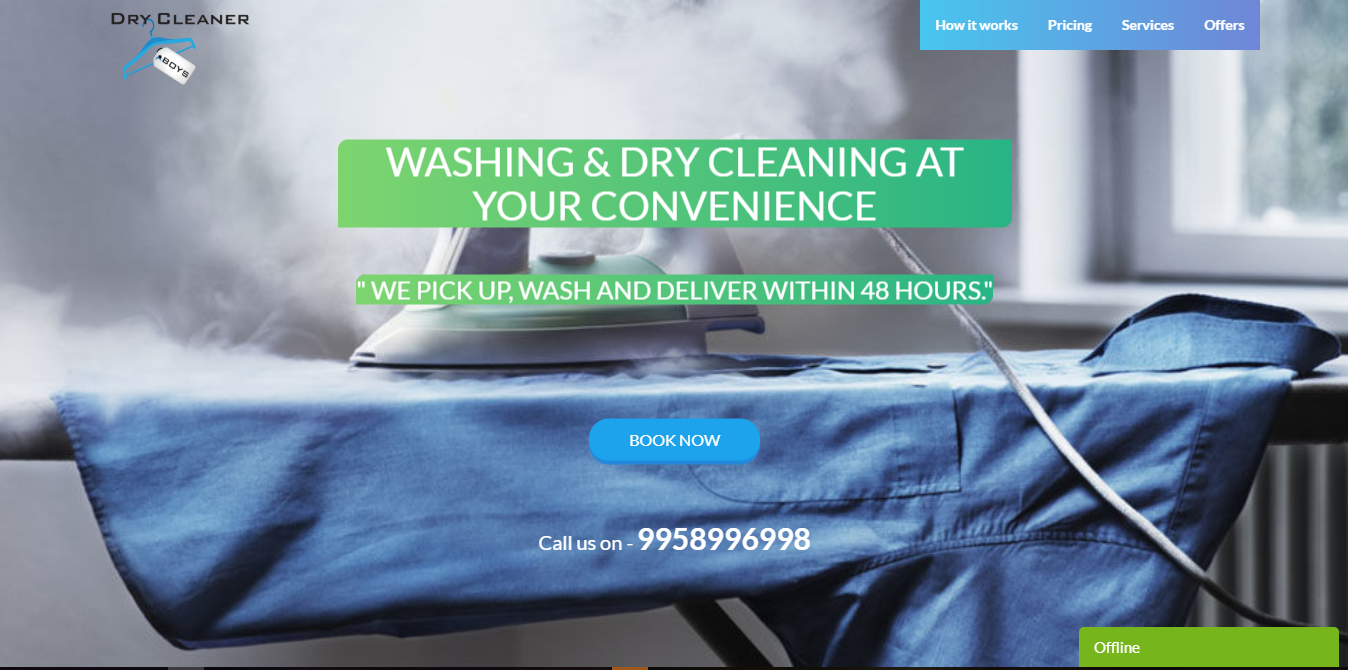 DRY CLEANER
BOYS
How it works Pricing Services Offers
WASHING & DRY CLEANING AT
YOUR CONVENIENCE
" WE PICK UP, WASH AND DELIVER WITHIN 48 HOURS."
BOOK NOW
Call us on - 9958996998
Offline